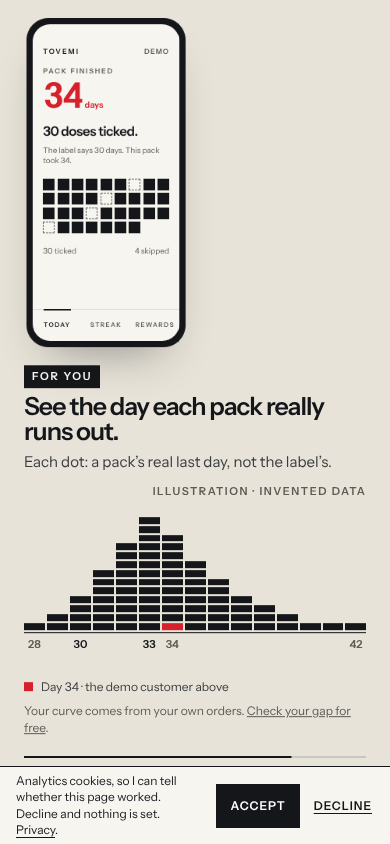 TOVEMI DEMO
PACK FINISHED
34 days
30 doses ticked.
The label says 30 days. This pack
took 34.
30 ticked 4 skipped
TODAY STREAK REWARDS
FOR YOU
See the day each pack really
runs out.
Each dot: a pack’s real last day, not the label’s.
ILLUSTRATION · INVENTED DATA
28 30 33 34 42
Day 34 · the demo customer above
Your curve comes from your own orders. Check your gap for
free.
Analytics cookies, so I can tell
whether this page worked.
Decline and nothing is set.
Privacy.
ACCEPT DECLINE